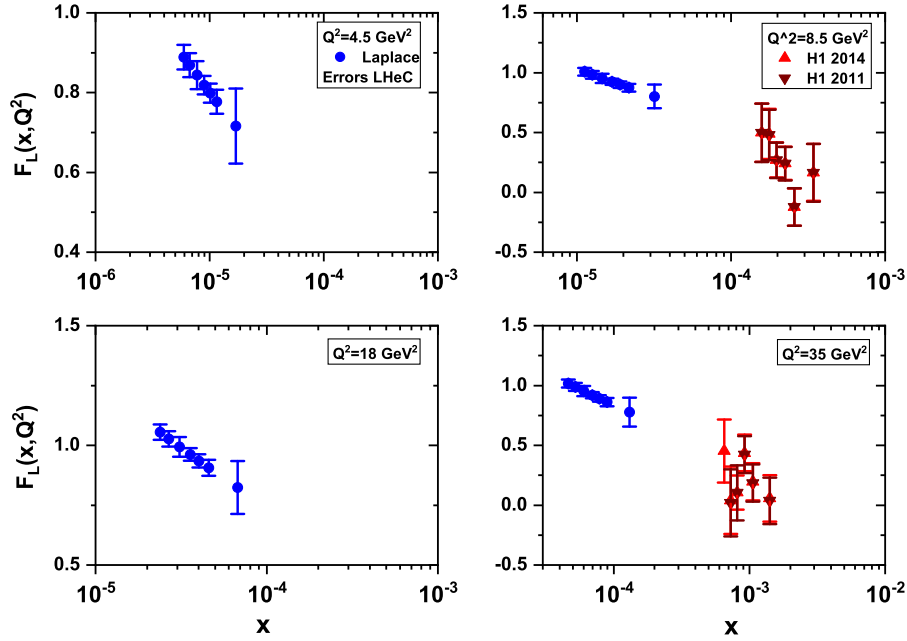 1.0
0.8
0.6
0.4
F_L(x,Q²)
Q²=4.5 GeV²
Laplace
Errors LHeC
10⁻⁶
10⁻⁵
10⁻⁴
10⁻³
1.5
1.0
0.5
0.0
-0.5
Q^2=8.5 GeV²
H1 2014
H1 2011
10⁻⁵
10⁻⁴
10⁻³
1.5
1.0
0.5
F_L(x,Q²)
Q²=18 GeV²
10⁻⁵
10⁻⁴
10⁻³
x
1.5
1.0
0.5
0.0
-0.5
Q²=35 GeV²
10⁻⁴
10⁻³
10⁻²
x